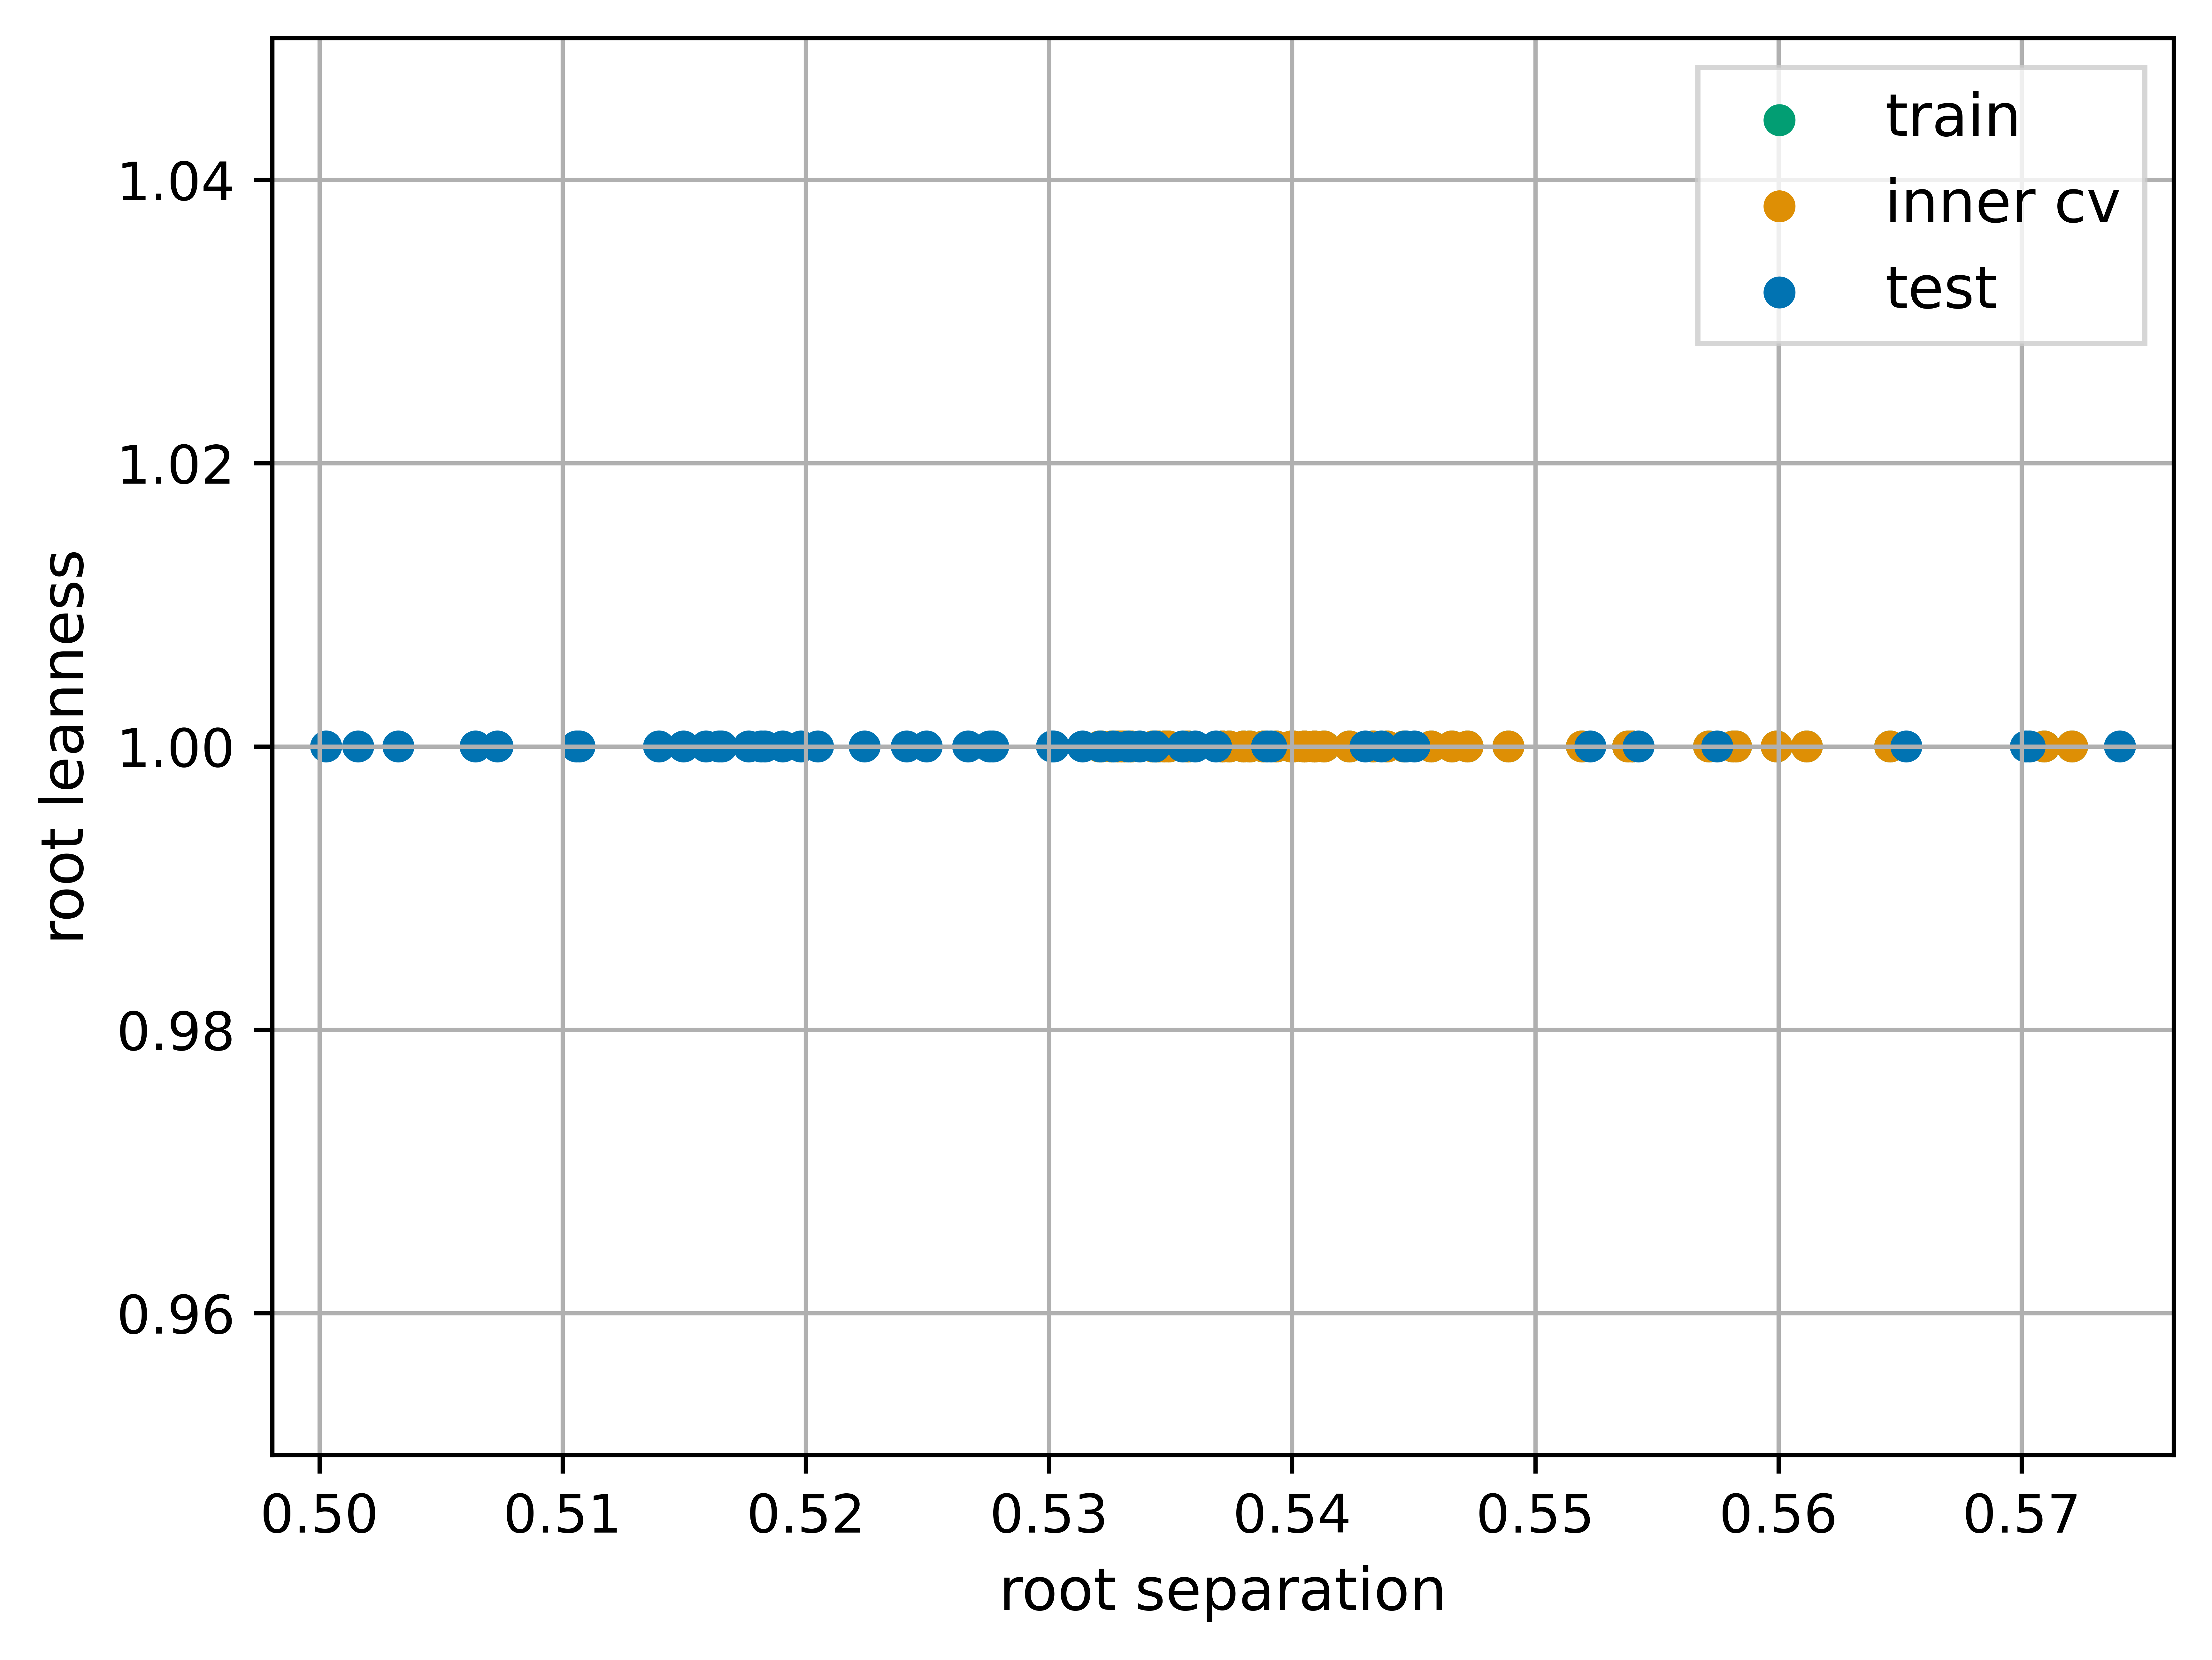 train
inner cv
test
1.04
1.02
1.00
0.98
0.96
root leanness
0.50 0.51 0.52 0.53 0.54 0.55 0.56 0.57
root separation